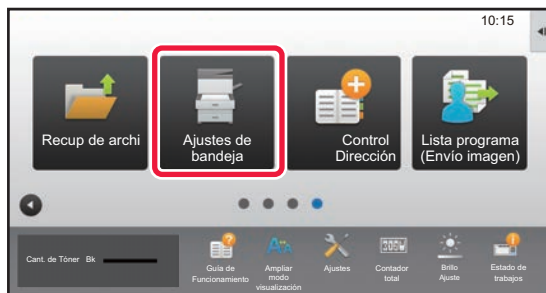 10:15
Recup de archi
Ajustes de
bandeja
Control
Dirección
Lista programa
(Envío imagen)
Cant. de Tóner Bk
Guía de
Funcionamiento
Ampliar
modo
visualización
Ajustes
Contador
total
Brillo
Ajuste
Estado de
trabajos